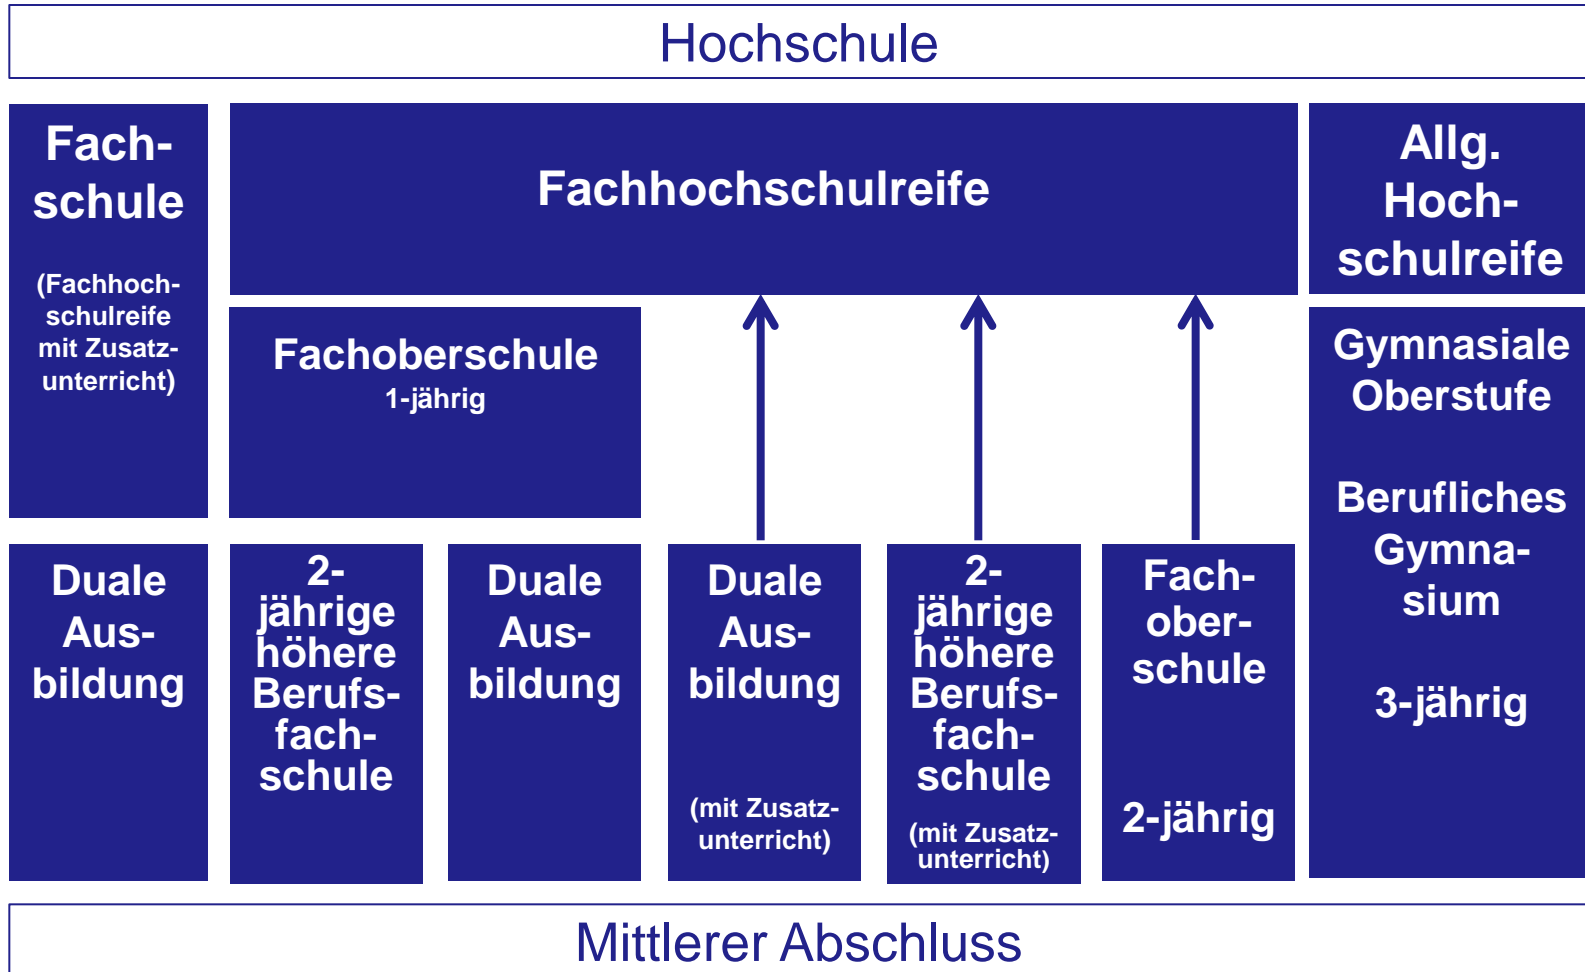 Hochschule
Fach-
schule
(Fachhoch-
schulreife
mit Zusatz-
unterricht)
Fachhochschulreife
Allg.
Hoch-
schulreife
Fachoberschule
1-jährig
Gymnasiale
Oberstufe
Berufliches
Gymna-
sium
3-jährig
Duale
Aus-
bildung
2-
jährige
höhere
Berufs-
fach-
schule
Duale
Aus-
bildung
Duale
Aus-
bildung
(mit Zusatz-
unterricht)
2-
jährige
höhere
Berufs-
fach-
schule
(mit Zusatz-
unterricht)
Fach-
ober-
schule
2-jährig
Mittlerer Abschluss